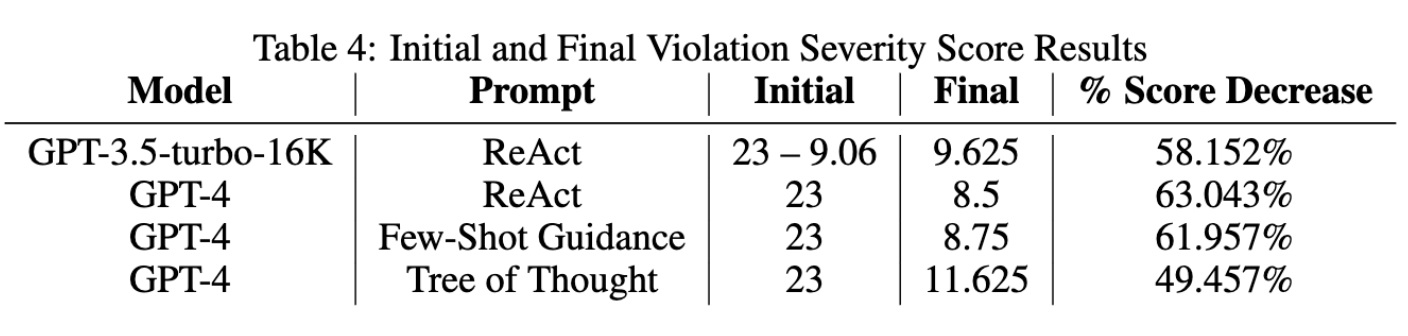 Table 4: Initial and Final Violation Severity Score Results
Model Prompt Initial Final % Score Decrease
GPT-3.5-turbo-16K ReAct 23 – 9.06 9.625 58.152%
GPT-4 ReAct 23 8.5 63.043%
GPT-4 Few-Shot Guidance 23 8.75 61.957%
GPT-4 Tree of Thought 23 11.625 49.457%